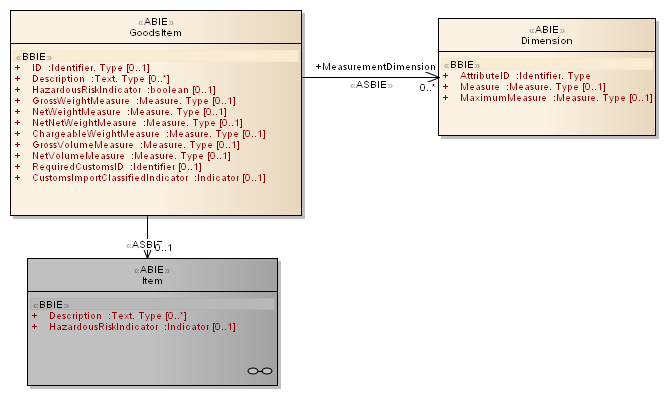 «ABIE»
GoodsItem
«BBIE»
+ ID :Identifier. Type [0..1]
+ Description :Text. Type [0..*]
+ HazardousRiskIndicator :boolean [0..1]
+ GrossWeightMeasure :Measure. Type [0..1]
+ NetWeightMeasure :Measure. Type [0..1]
+ NetNetWeightMeasure :Measure. Type [0..1]
+ ChargeableWeightMeasure :Measure. Type [0..1]
+ GrossVolumeMeasure :Measure. Type [0..1]
+ NetVolumeMeasure :Measure. Type [0..1]
+ RequiredCustomsID :Identifier [0..1]
+ CustomsImportClassifiedIndicator :Indicator [0..1]
+MeasurementDimension
«ASBIE»
0..*
«ABIE»
Dimension
«BBIE»
+ AttributeID :Identifier. Type
+ Measure :Measure. Type [0..1]
+ MaximumMeasure :Measure. Type [0..1]
«ASBIE»
0..1
«ABIE»
Item
«BBIE»
+ Description :Text. Type [0..*]
+ HazardousRiskIndicator :Indicator [0..1]